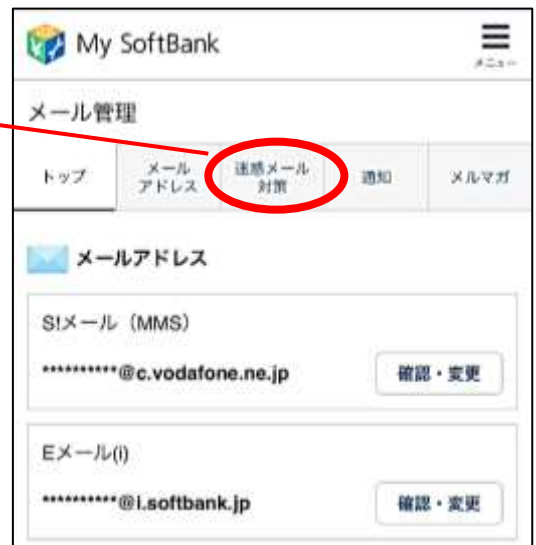 My SoftBank
メニュー
メール管理
トップ
メール
アドレス
迷惑メール
対策
通知
メルマガ
メールアドレス
S!メール（MMS）
**********@c.vodafone.ne.jp
確認・変更
Eメール(i)
**********@i.softbank.jp
確認・変更